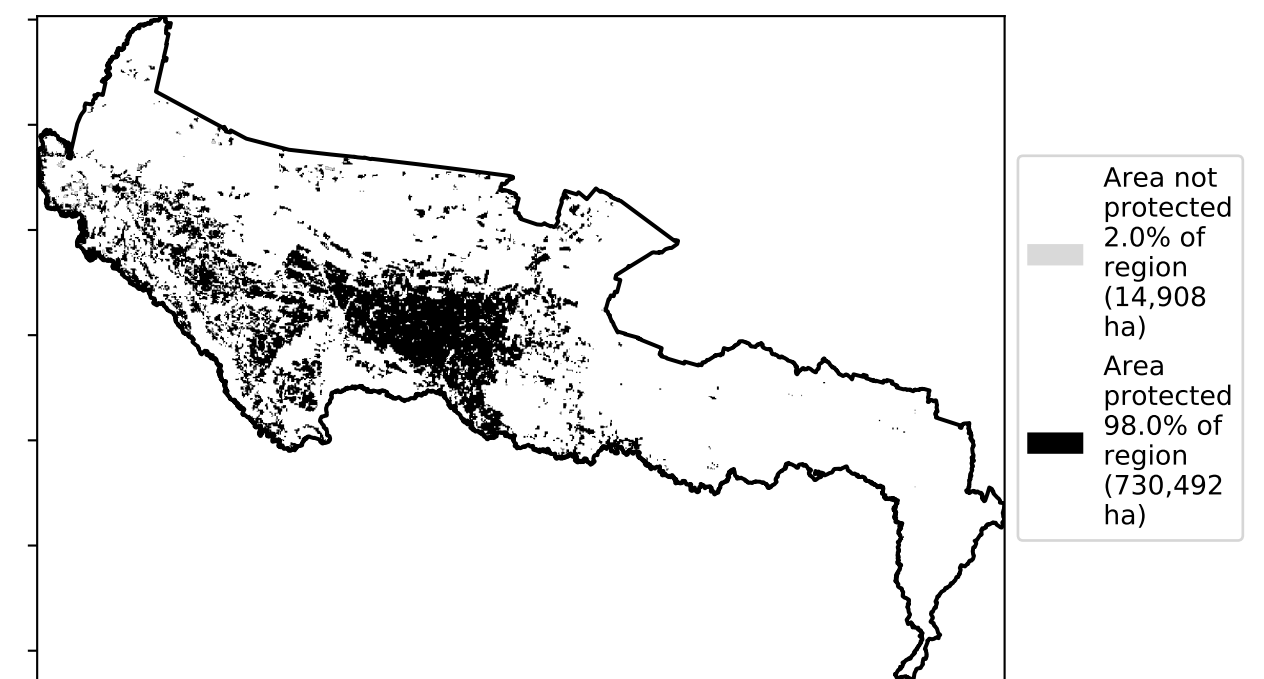 Area not
protected
2.0% of
region
(14,908
ha)
Area
protected
98.0% of
region
(730,492
ha)